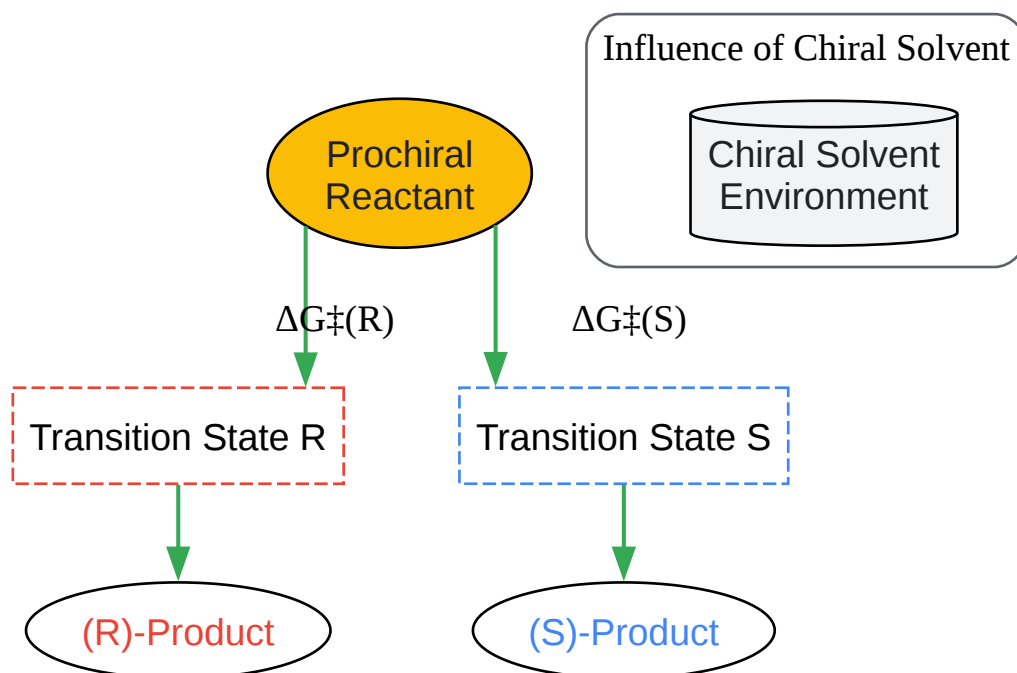 Influence of Chiral Solvent
Prochiral
Reactant
Chiral Solvent
Environment
ΔG‡(R)
ΔG‡(S)
Transition State R
Transition State S
(R)-Product
(S)-Product